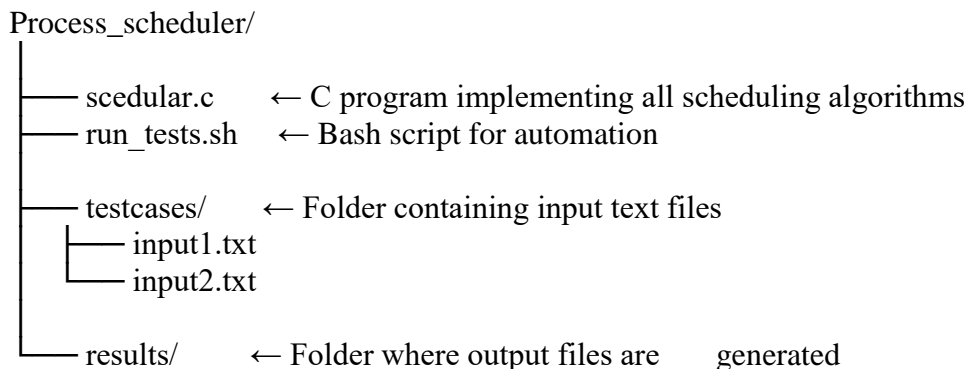 Process_scheduler/
scedular.c ← C program implementing all scheduling algorithms
run_tests.sh ← Bash script for automation
testcases/ ← Folder containing input text files
input1.txt
input2.txt
results/ ← Folder where output files are generated